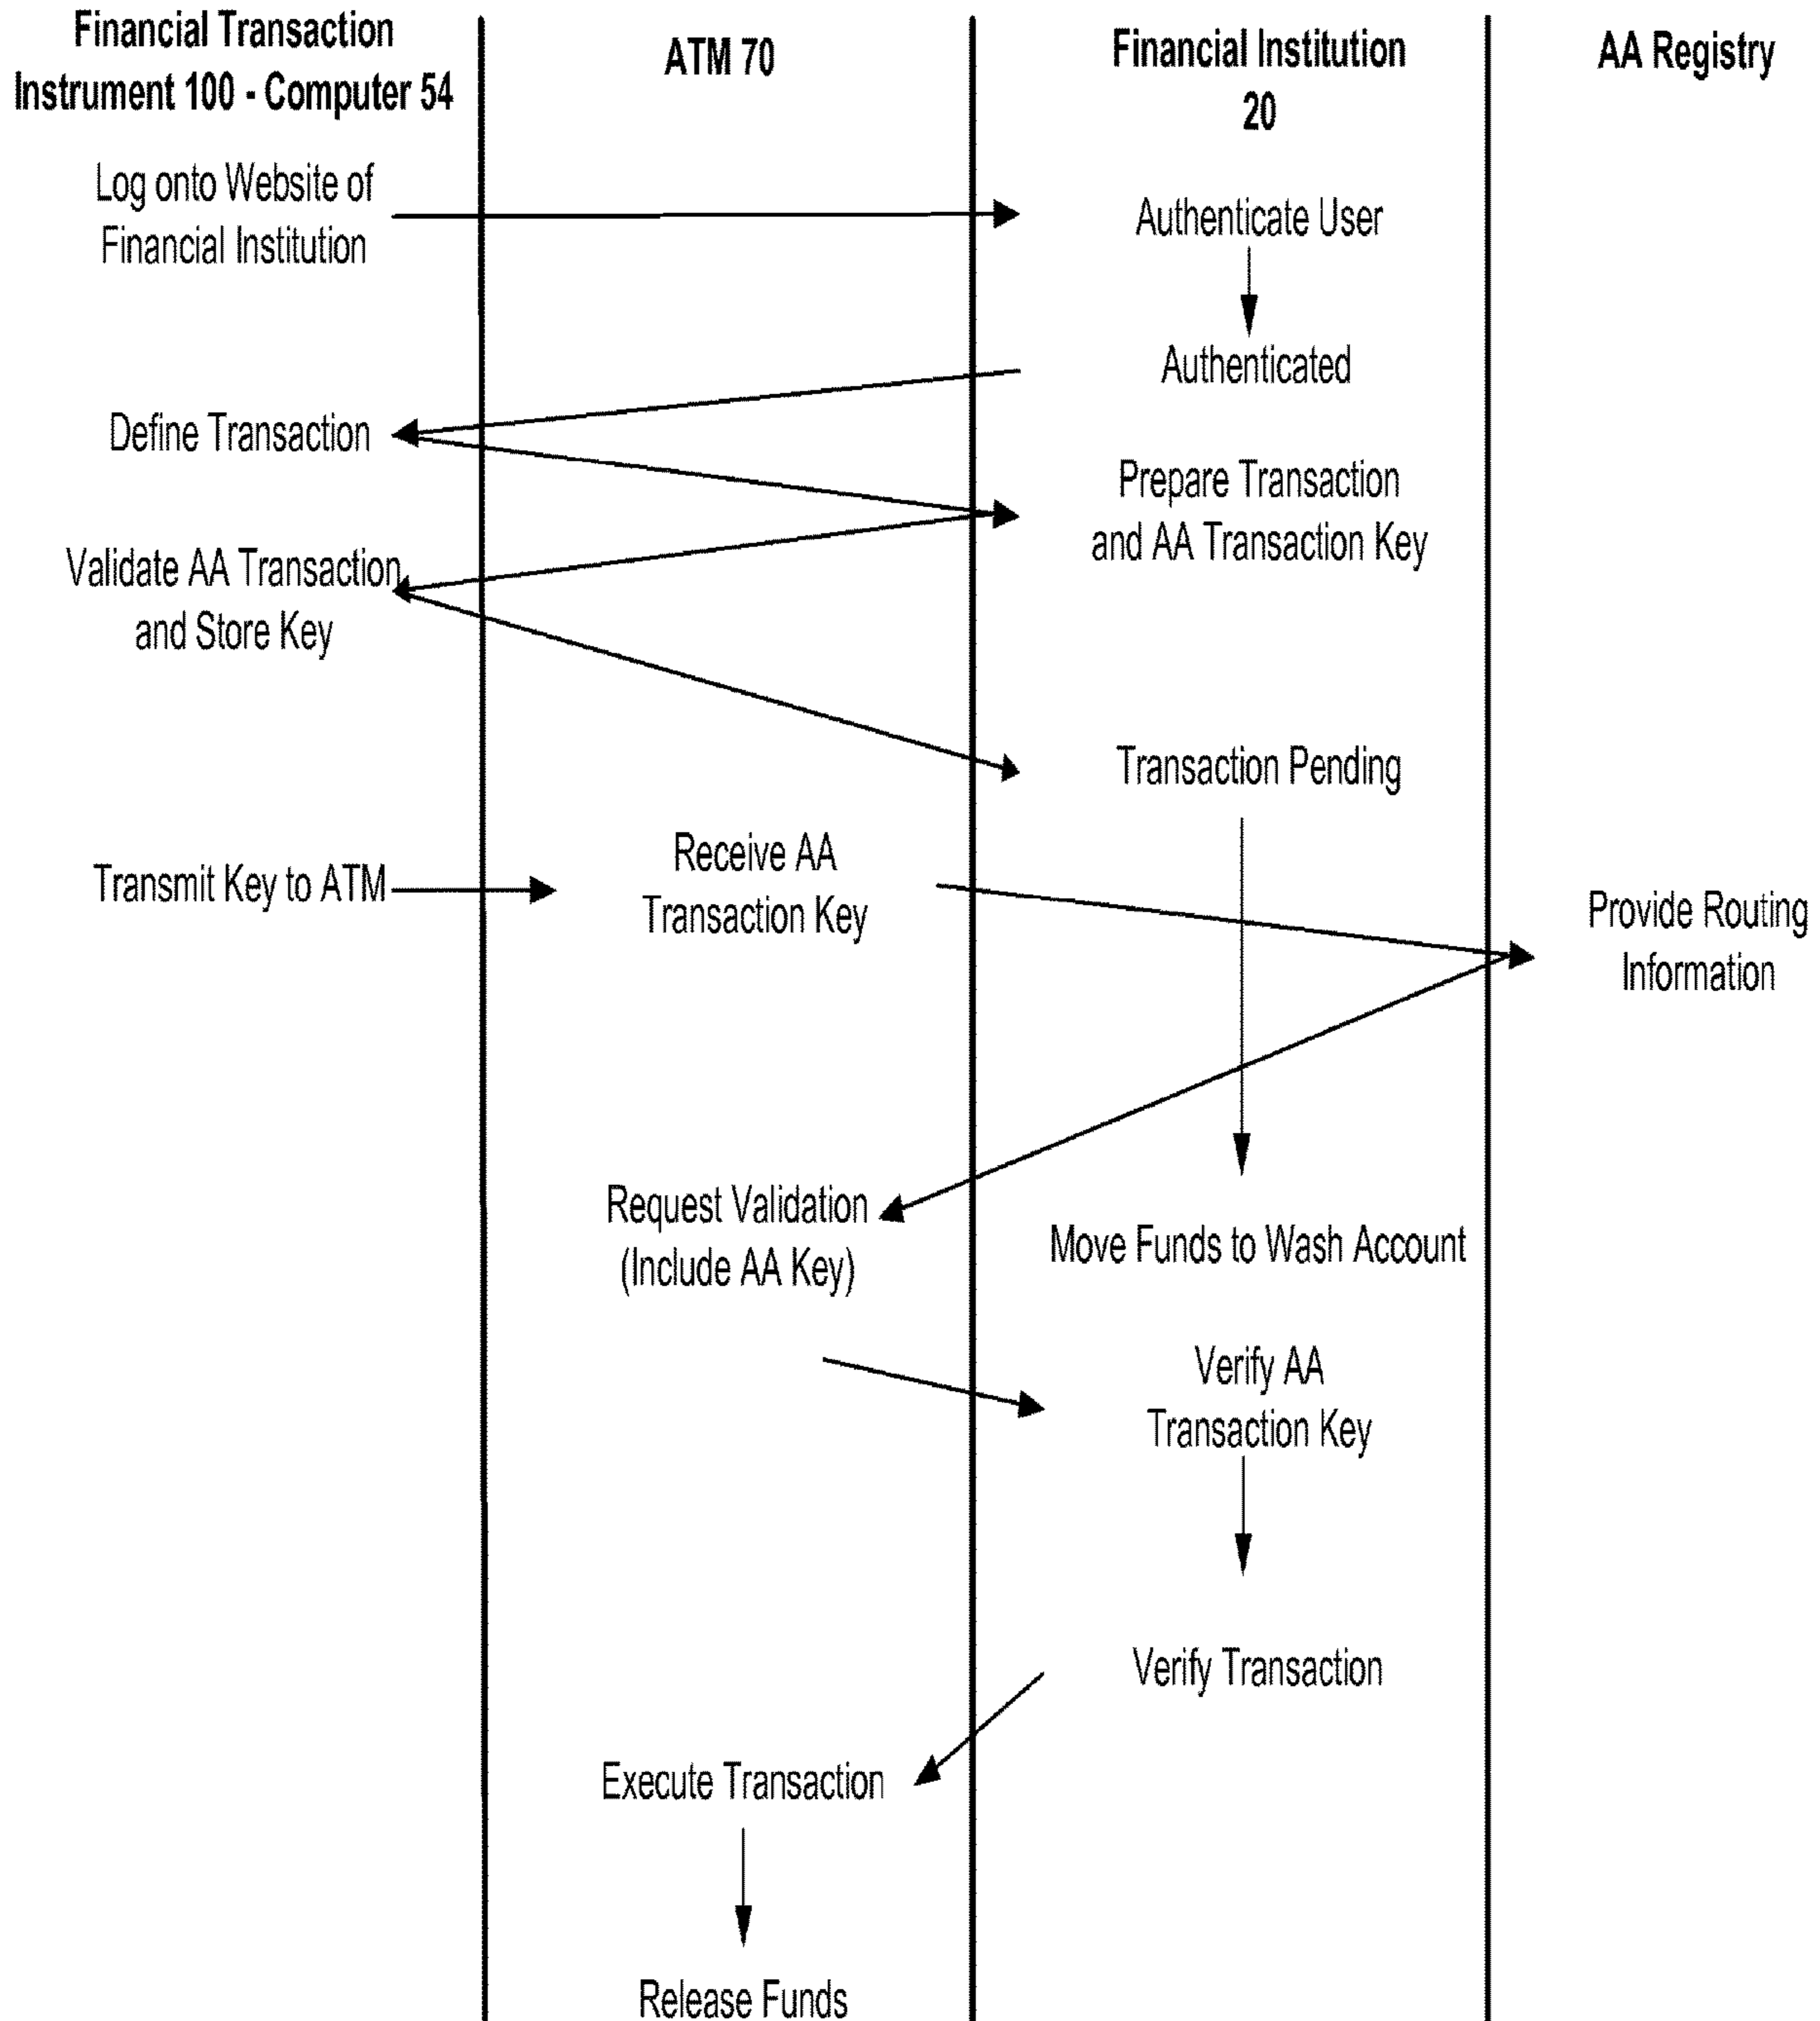 Financial Transaction
Instrument 100 - Computer 54
ATM 70
Financial Institution
20
AA Registry
Log onto Website of
Financial Institution
Authenticate User
Authenticated
Define Transaction
Prepare Transaction
and AA Transaction Key
Validate AA Transaction
and Store Key
Transaction Pending
Transmit Key to ATM
Receive AA
Transaction Key
Provide Routing
Information
Request Validation
(Include AA Key)
Move Funds to Wash Account
Verify AA
Transaction Key
Verify Transaction
Execute Transaction
Release Funds